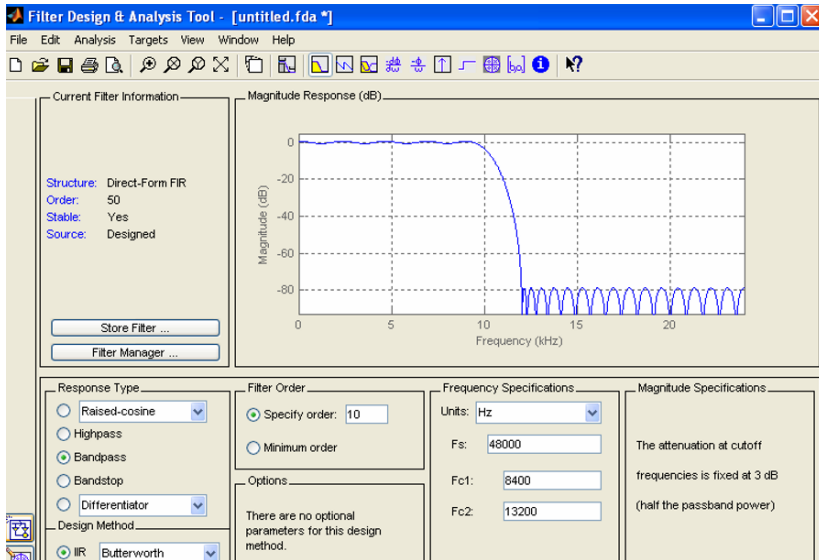 Filter Design & Analysis Tool - [untitled.fda *]
File Edit Analysis Targets View Window Help
Current Filter Information
Structure: Direct-Form FIR
Order: 50
Stable: Yes
Source: Designed
Store Filter ...
Filter Manager ...
Magnitude Response (dB)
Magnitude (dB)
0
-20
-40
-60
-80
0 5 10 15 20
Frequency (kHz)
Response Type
Raised-cosine
Highpass
Bandpass
Bandstop
Differentiator
Design Method
IIR Butterworth
Filter Order
Specify order: 10
Minimum order
Options
There are no optional
parameters for this design
method.
Frequency Specifications
Units: Hz
Fs: 48000
Fc1: 8400
Fc2: 13200
Magnitude Specifications
The attenuation at cutoff
frequencies is fixed at 3 dB
(half the passband power)